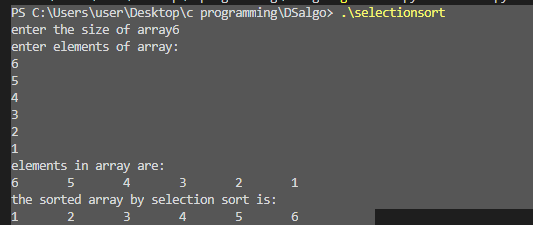 PS C:\Users\user\Desktop\c programming\DSalgo> .\selectionsort
enter the size of array6
enter elements of array:
6
5
4
3
2
1
elements in array are:
6 5 4 3 2 1
the sorted array by selection sort is:
1 2 3 4 5 6